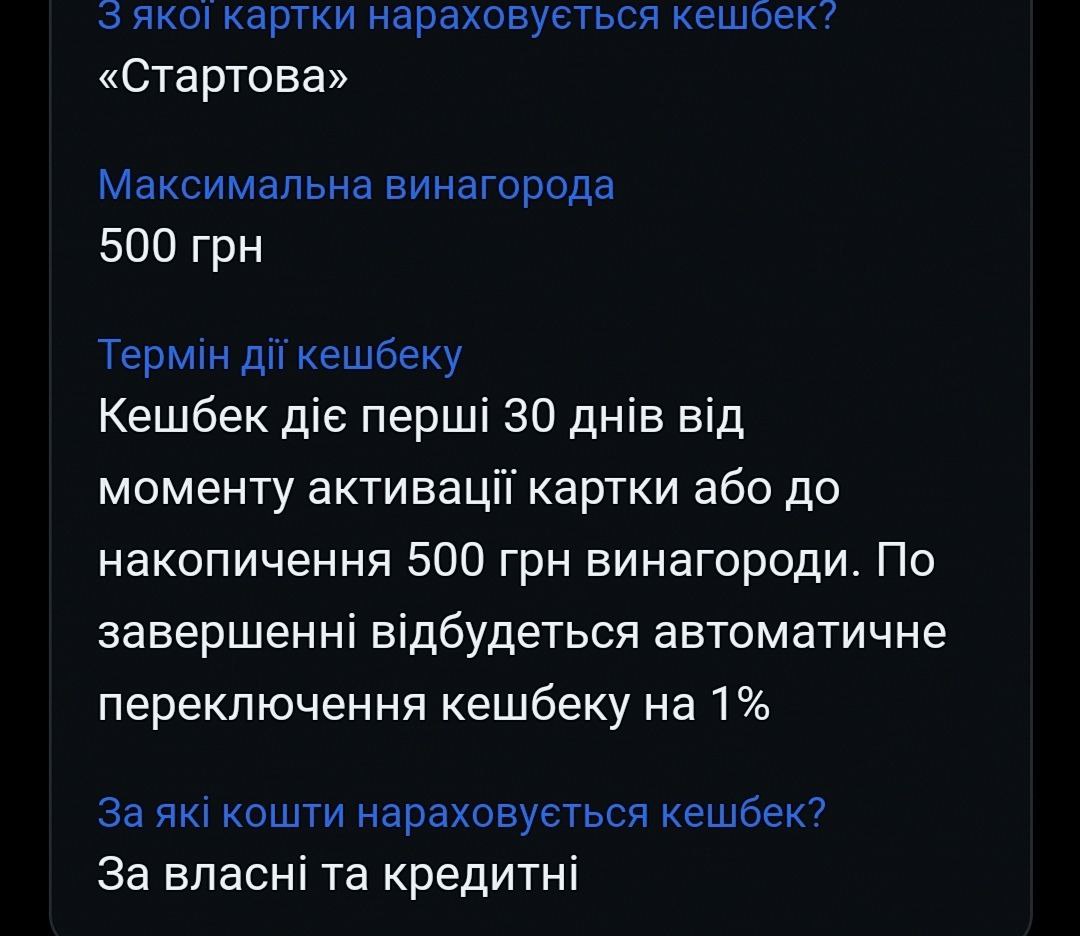 З якої картки нараховується кешбек?
«Стартова»
Максимальна винагорода
500 грн
Термін дії кешбеку
Кешбек діє перші 30 днів від
моменту активації картки або до
накопичення 500 грн винагороди. По
завершенні відбудеться автоматичне
переключення кешбеку на 1%
За які кошти нараховується кешбек?
За власні та кредитні